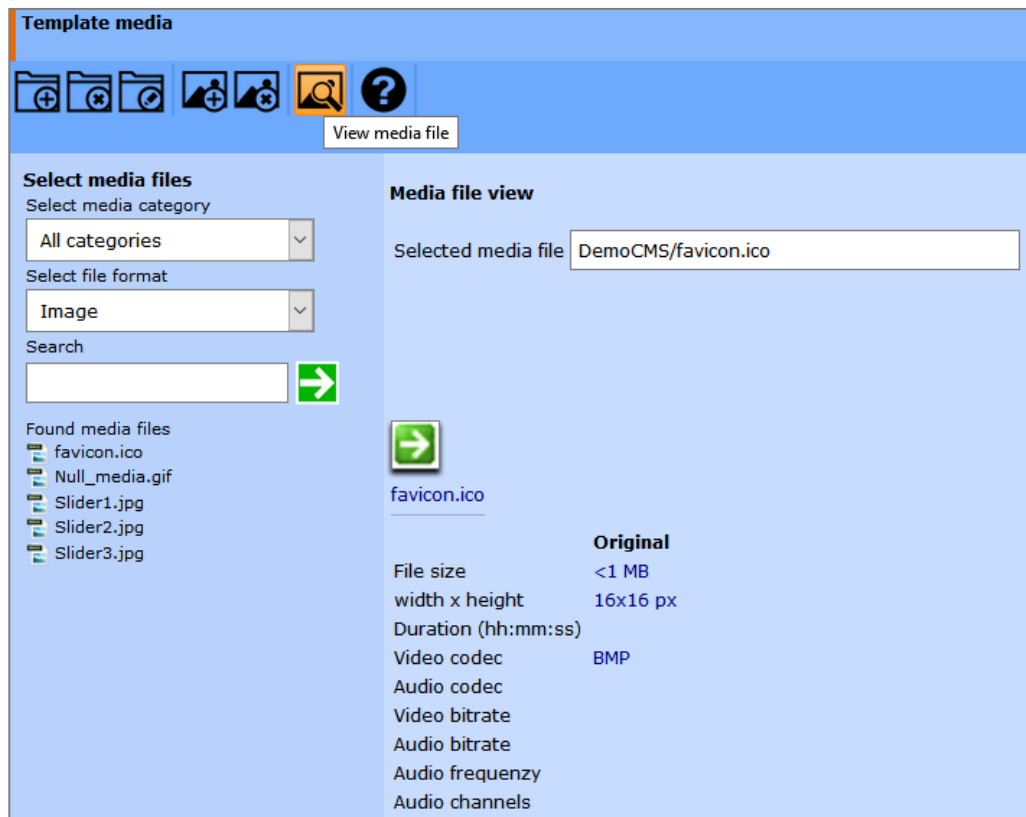 Template media
View media file
Select media files
Select media category
All categories
Select file format
Image
Search
Found media files
favicon.ico
Null_media.gif
Slider1.jpg
Slider2.jpg
Slider3.jpg
Media file view
Selected media file DemoCMS/favicon.ico
favicon.ico
Original
File size <1 MB
width x height 16x16 px
Duration (hh:mm:ss)
Video codec BMP
Audio codec
Video bitrate
Audio bitrate
Audio frequenzy
Audio channels